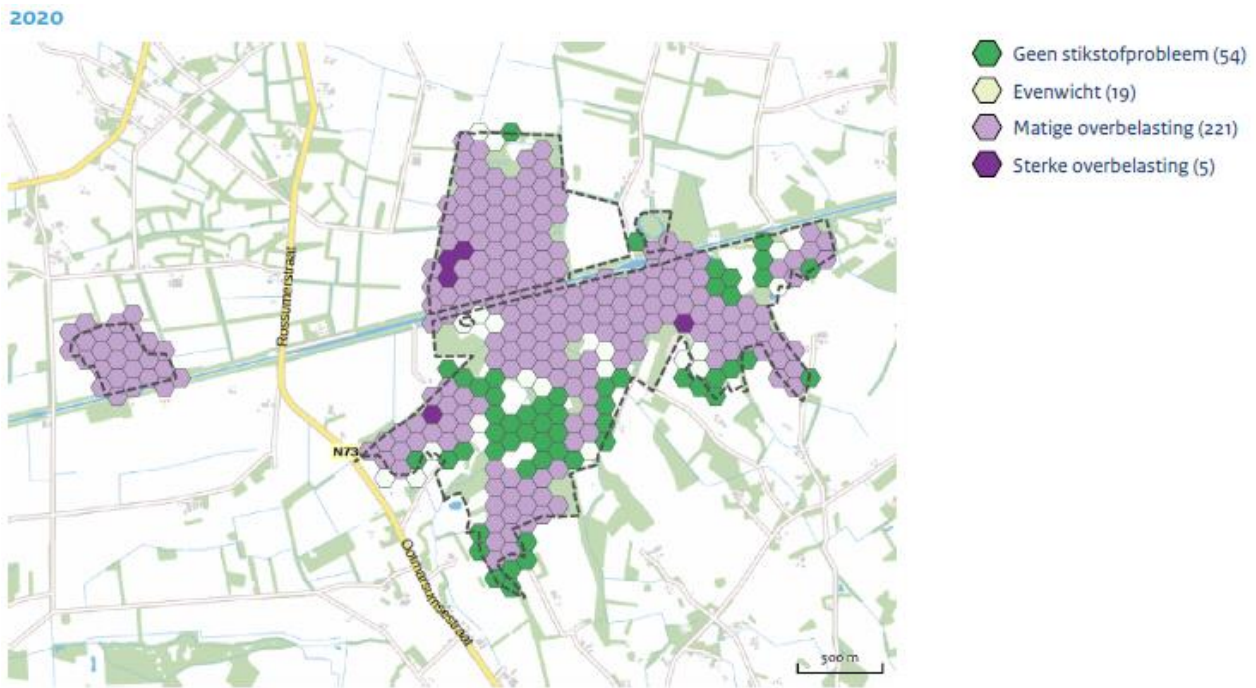 2020
Geen stikstofprobleem (54)
Evenwicht (19)
Matige overbelasting (221)
Sterke overbelasting (5)
Rossumerstraat
N73
Ootmarsumsestraat
500 m